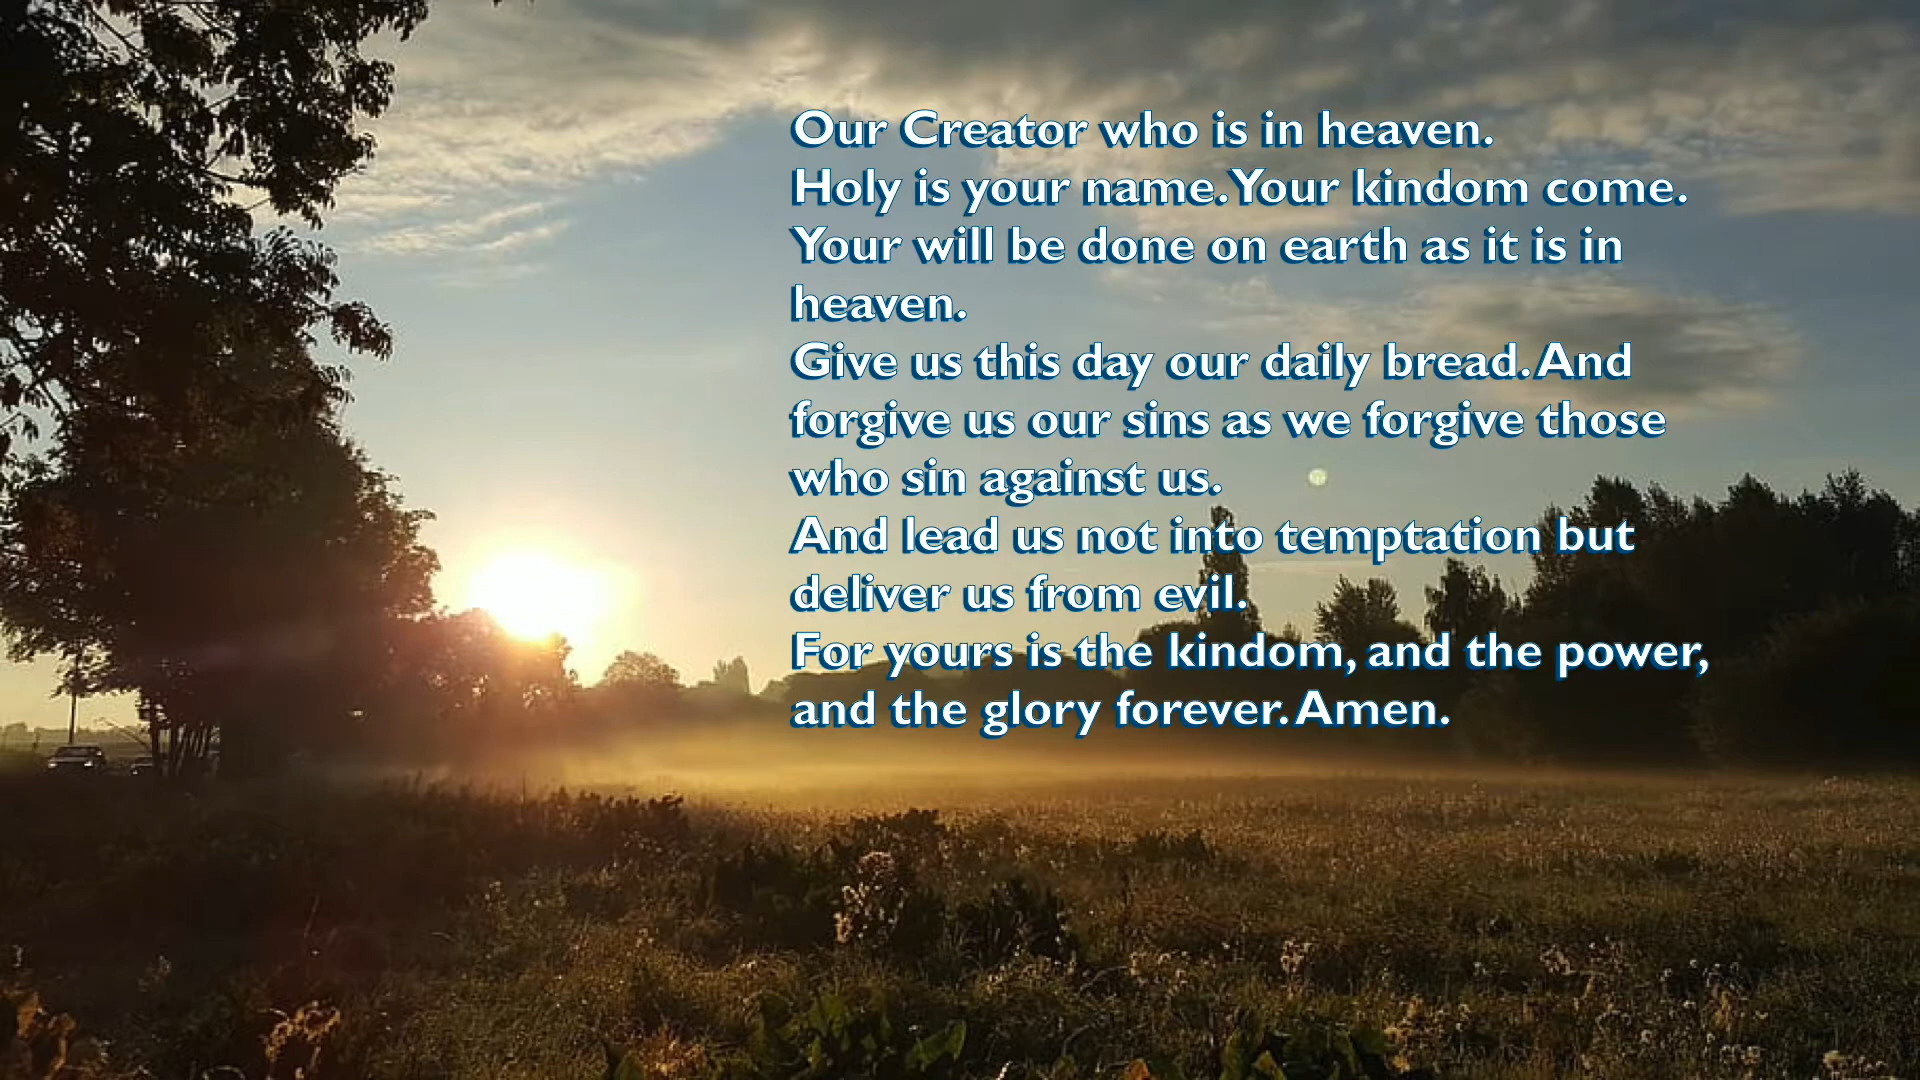 Our Creator who is in heaven.
Holy is your name. Your kindom come.
Your will be done on earth as it is in
heaven.
Give us this day our daily bread. And
forgive us our sins as we forgive those
who sin against us.
And lead us not into temptation but
deliver us from evil.
For yours is the kindom, and the power,
and the glory forever. Amen.